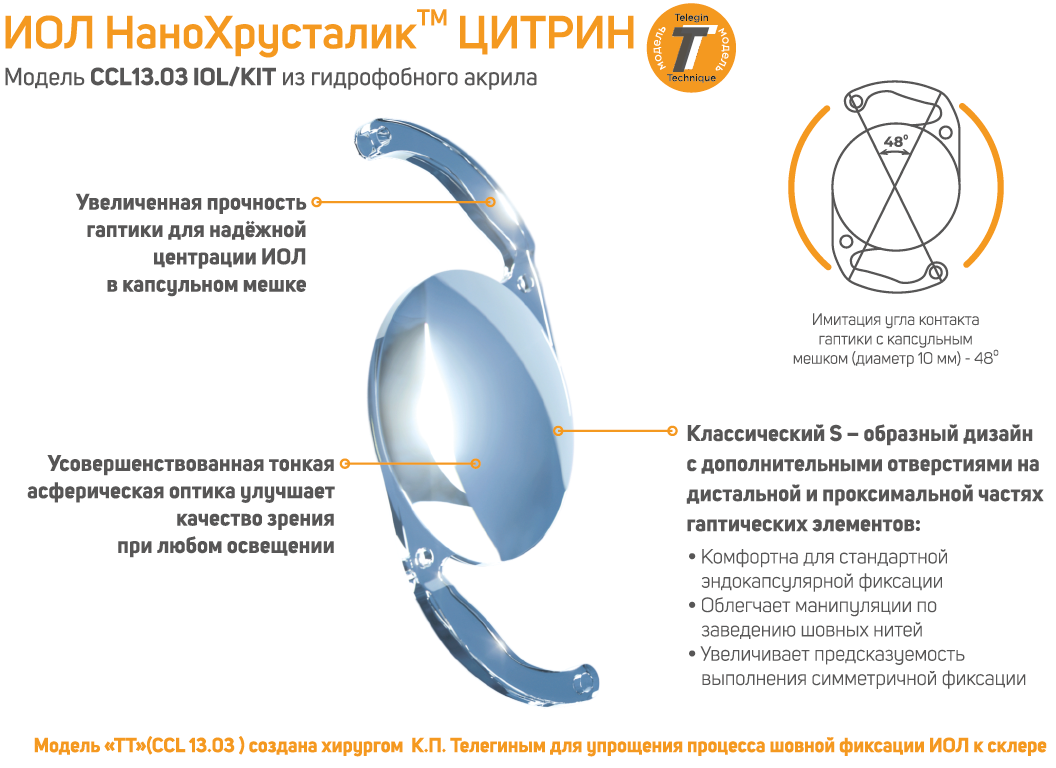 ИОЛ НаноХрусталик™ ЦИТРИН
Telegin
модель
T
модель
Technique
Модель CCL13.03 IOL/KIT из гидрофобного акрила
48°
Увеличенная прочность
гаптики для надёжной
центрации ИОЛ
в капсульном мешке
Имитация угла контакта
гаптики с капсульным
мешком (диаметр 10 мм) - 48°
Усовершенствованная тонкая
асферическая оптика улучшает
качество зрения
при любом освещении
Классический S – образный дизайн
с дополнительными отверстиями на
дистальной и проксимальной частях
гаптических элементов:
• Комфортна для стандартной
эндокапсулярной фиксации
• Облегчает манипуляции по
заведению шовных нитей
• Увеличивает предсказуемость
выполнения симметричной фиксации
Модель «ТТ»(CCL 13.03 ) создана хирургом К.П. Телегиным для упрощения процесса шовной фиксации ИОЛ к склере